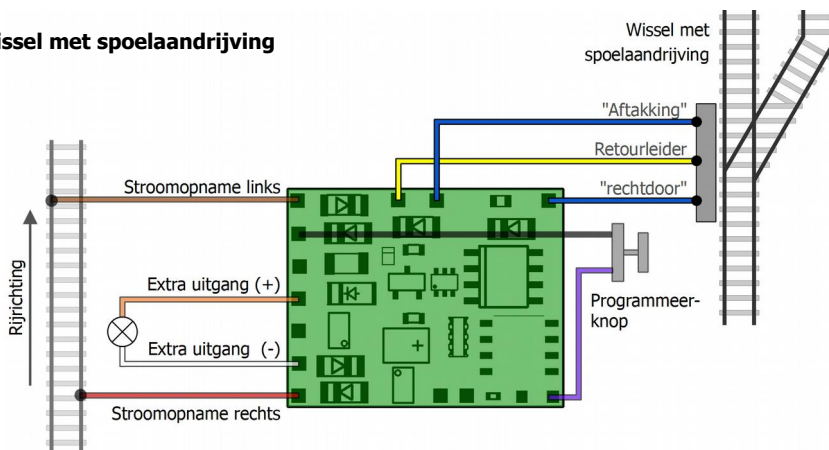 issel met spoelaandrijving
Wissel met
spoelaandrijving
"Aftakking"
Retourleider
"rechtdoor"
Stroomopname links
Rijrichting
Extra uitgang (+)
Extra uitgang (-)
Programmeer-
knop
Stroomopname rechts
+